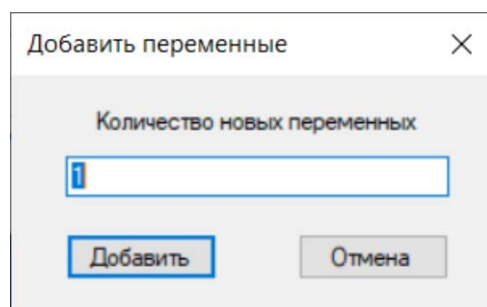 Добавить переменные
Количество новых переменных
1
Добавить Отмена